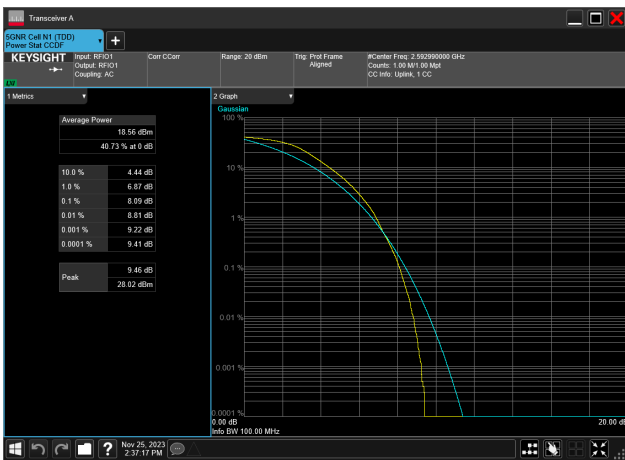 Transceiver A
5GNR Cell N1 (TDD)
Power Stat CCDF
KEYSIGHT
Input: RFIO1
Output: RFIO1
Coupling: AC
Corr CCorr
Range: 20 dBm
Trig: Prot Frame
Aligned
#Center Freq: 2.592990000 GHz
Counts: 1.00 M/1.00 Mpt
CC Info: Uplink, 1 CC
1 Metrics
Average Power
18.56 dBm
40.73 % at 0 dB
10.0 % 4.44 dB
1.0 % 6.87 dB
0.1 % 8.09 dB
0.01 % 8.81 dB
0.001 % 9.22 dB
0.0001 % 9.41 dB
Peak 9.46 dB
28.02 dBm
2 Graph
Gaussian
100 %
10 %
1 %
0.1 %
0.01 %
0.001 %
0.0001 %
0.00 dB 20.00 dB
Info BW 100.00 MHz
? Nov 25, 2023
2:37:17 PM